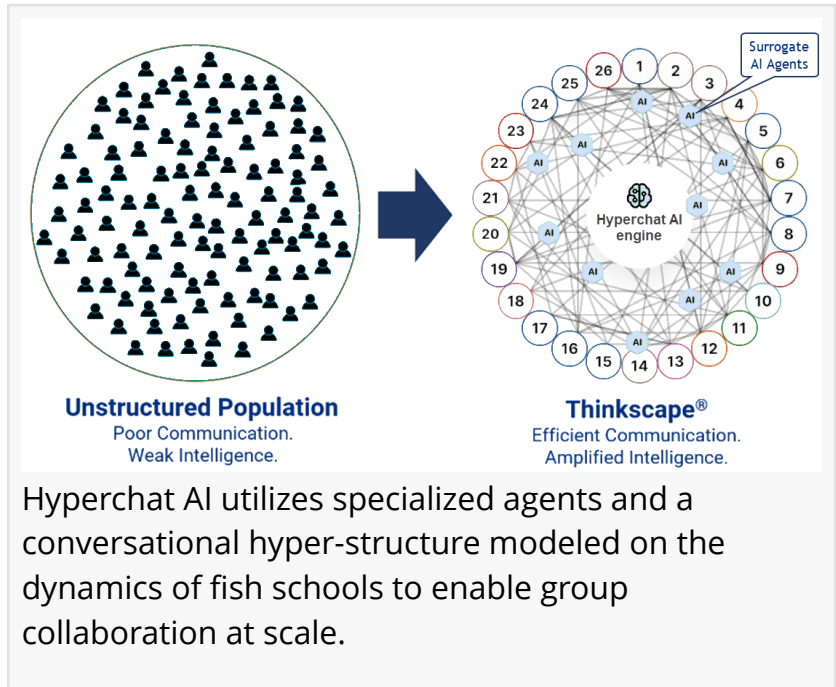 Surrogate
AI Agents
26
1
2
3
25
4
24
5
23
6
22
7
21
8
20
9
19
10
18
11
17
12
16
13
15
14
AI
AI
AI
AI
AI
AI
AI
AI
AI
AI
AI
Hyperchat AI
engine
Unstructured Population
Poor Communication.
Weak Intelligence.
Thinkscape®
Efficient Communication.
Amplified Intelligence.
Hyperchat AI utilizes specialized agents and a
conversational hyper-structure modeled on the
dynamics of fish schools to enable group
collaboration at scale.